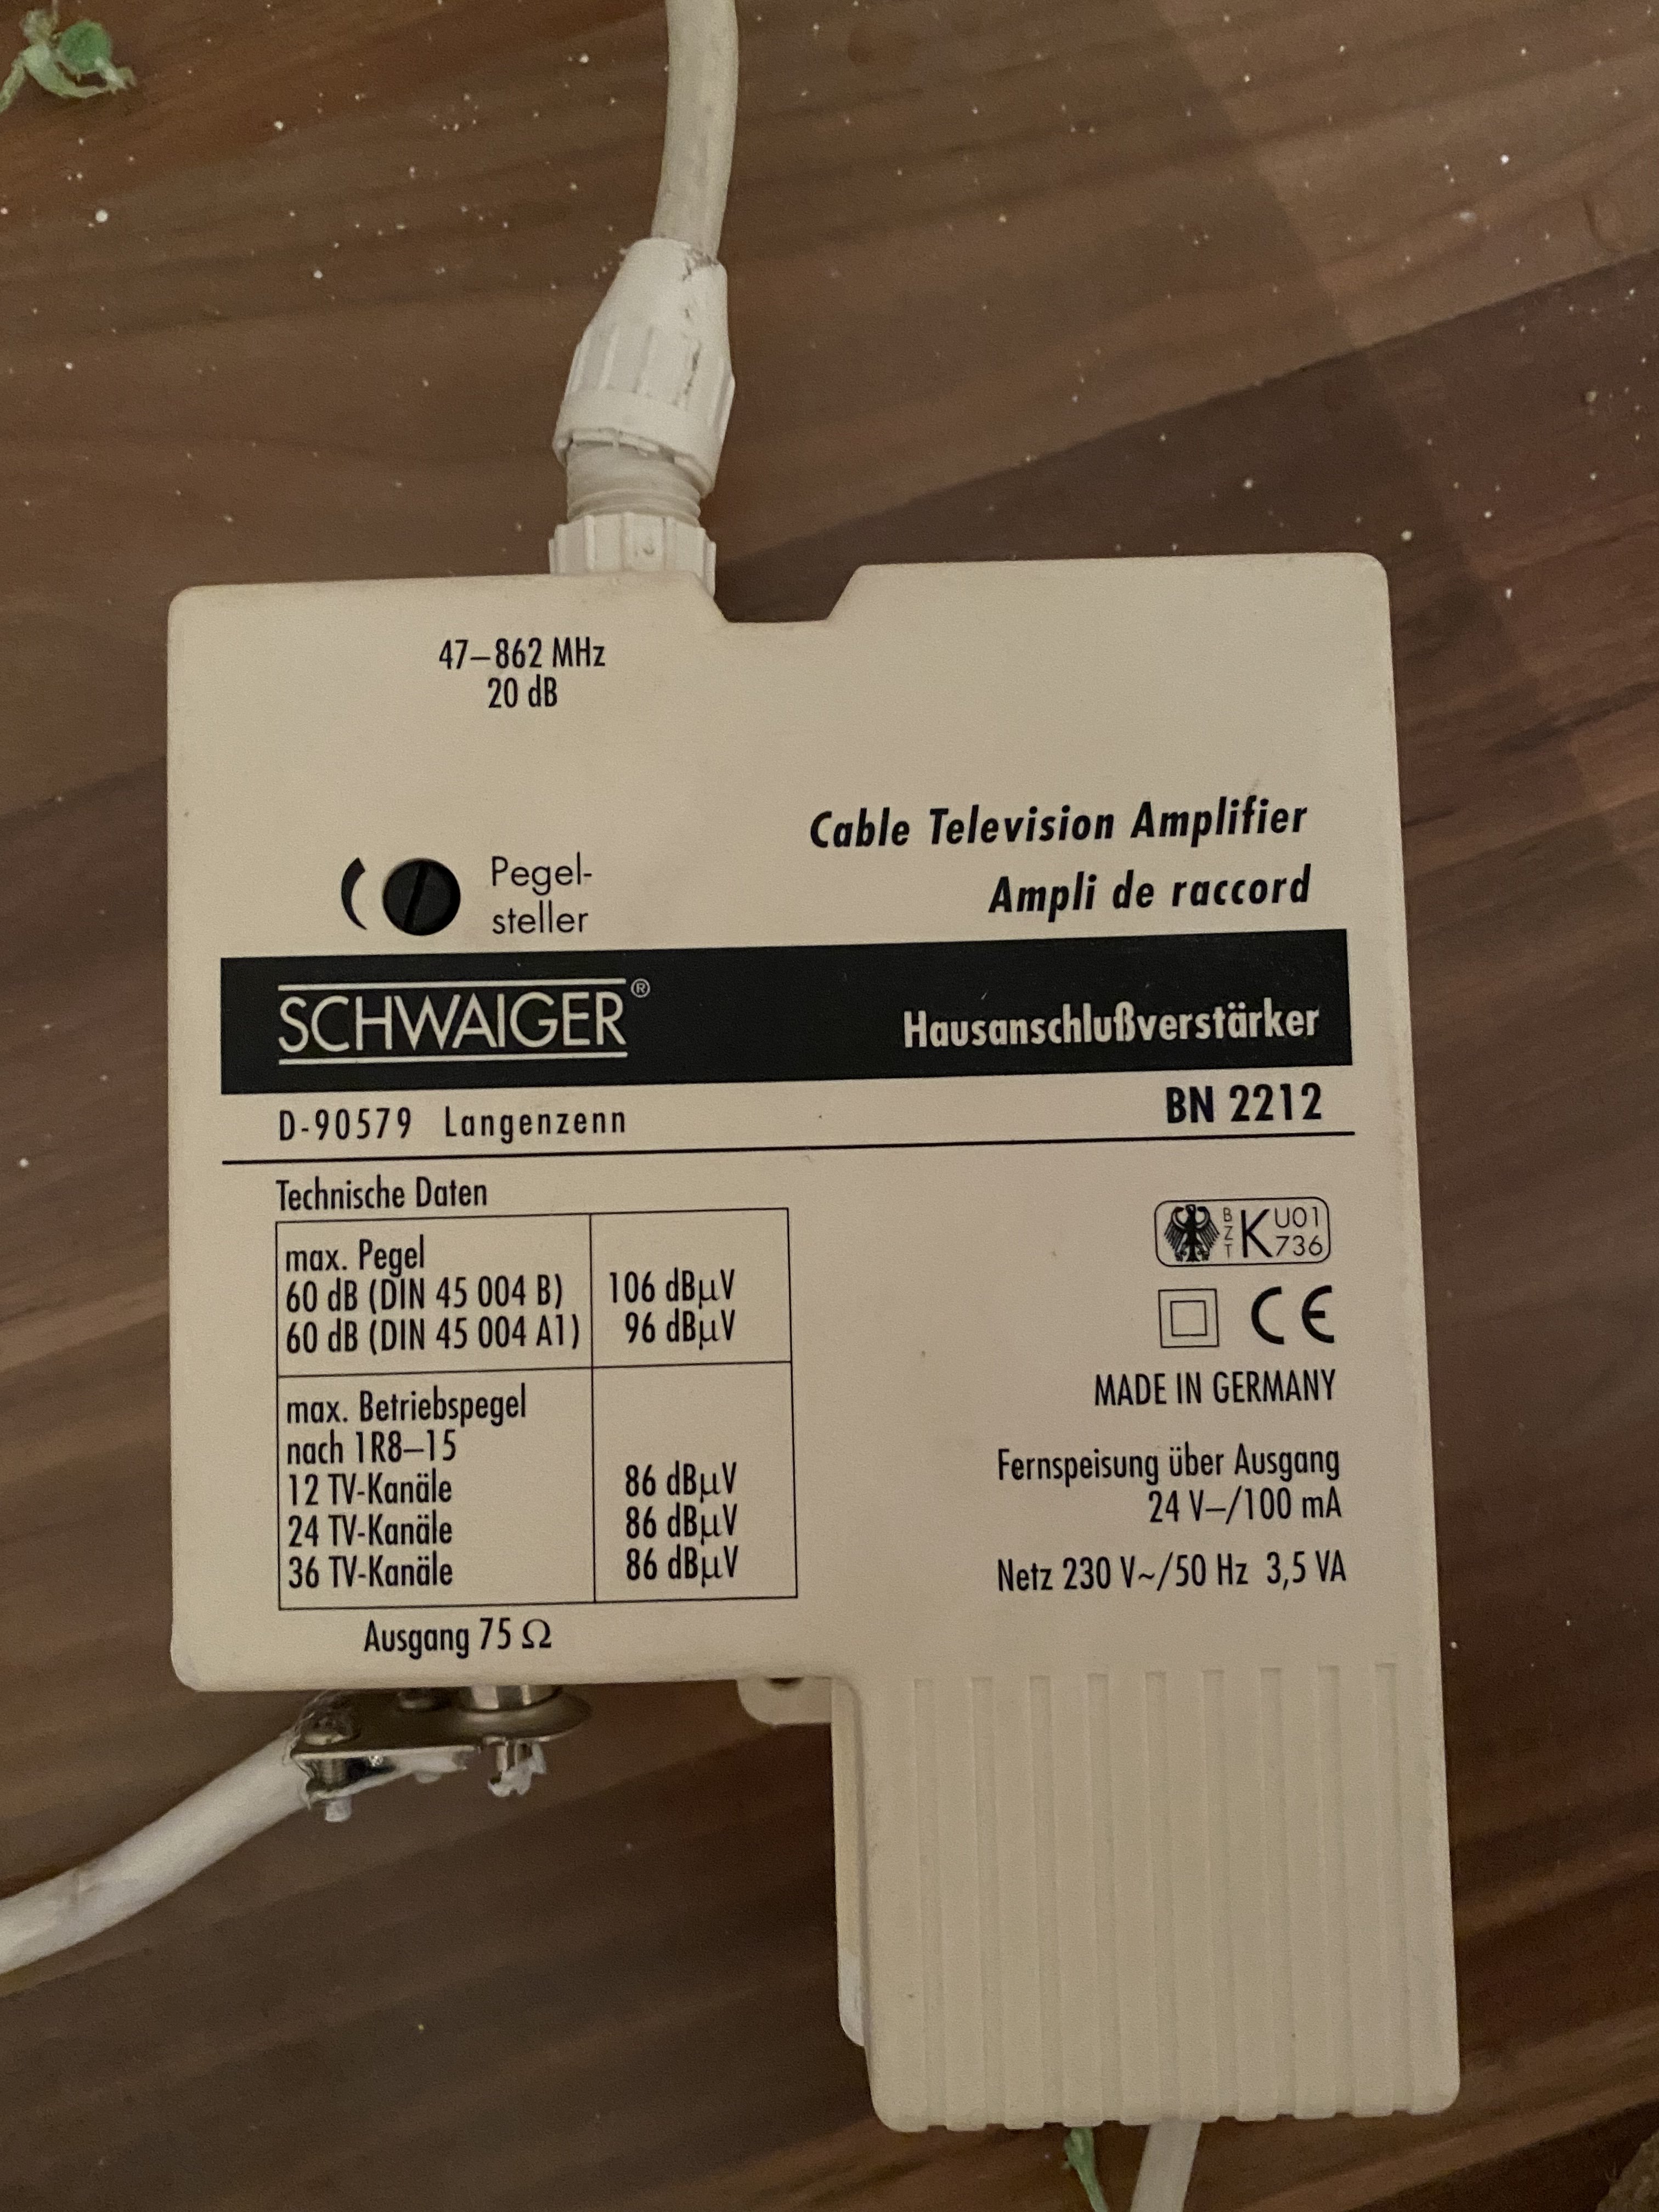 47–862 MHz
20 dB
Cable Television Amplifier
Ampli de raccord
Pegel-
steller
SCHWAIGER®
Hausanschlußverstärker
D-90579 Langenzenn
BN 2212
Technische Daten
max. Pegel
60 dB (DIN 45 004 B) 106 dBµV
60 dB (DIN 45 004 A1) 96 dBµV
max. Betriebspegel
nach 1R8–15
12 TV-Kanäle 86 dBµV
24 TV-Kanäle 86 dBµV
36 TV-Kanäle 86 dBµV
Ausgang 75 Ω
BZT K U01 736
CE
MADE IN GERMANY
Fernspeisung über Ausgang
24 V–/100 mA
Netz 230 V~/50 Hz 3,5 VA